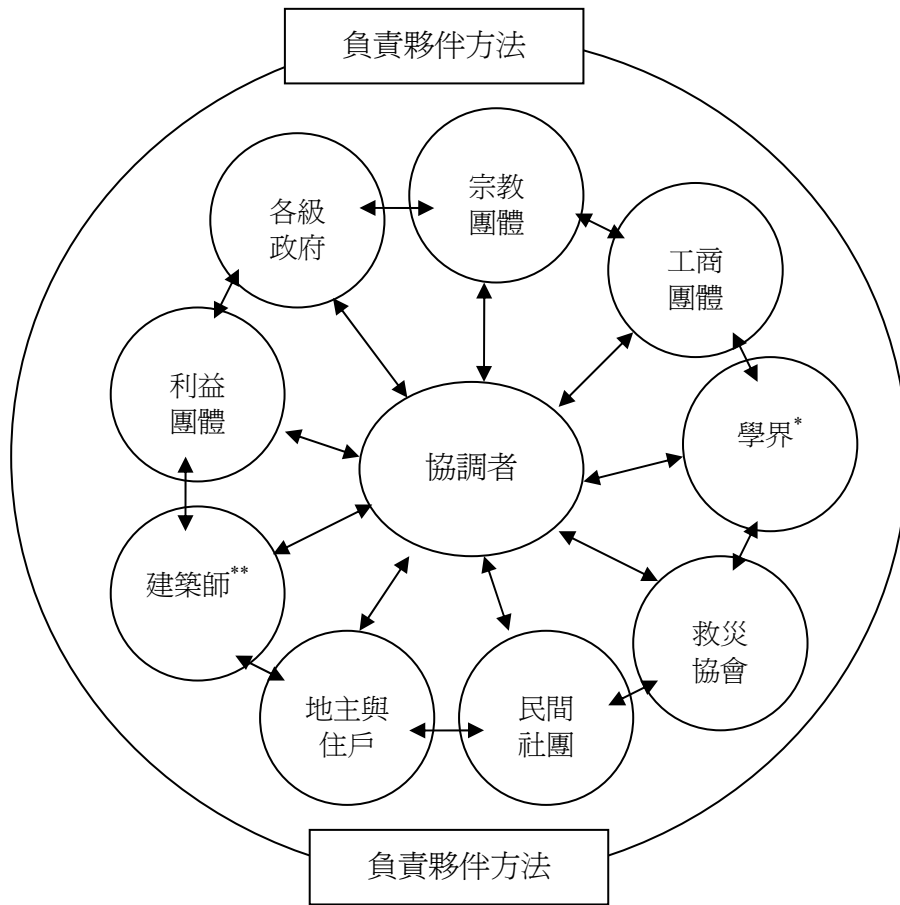 負責夥伴方法
宗教
團體
各級
政府
工商
團體
利益
團體
學界*
協調者
建築師**
救災
協會
地主與
住戶
民間
社團
負責夥伴方法